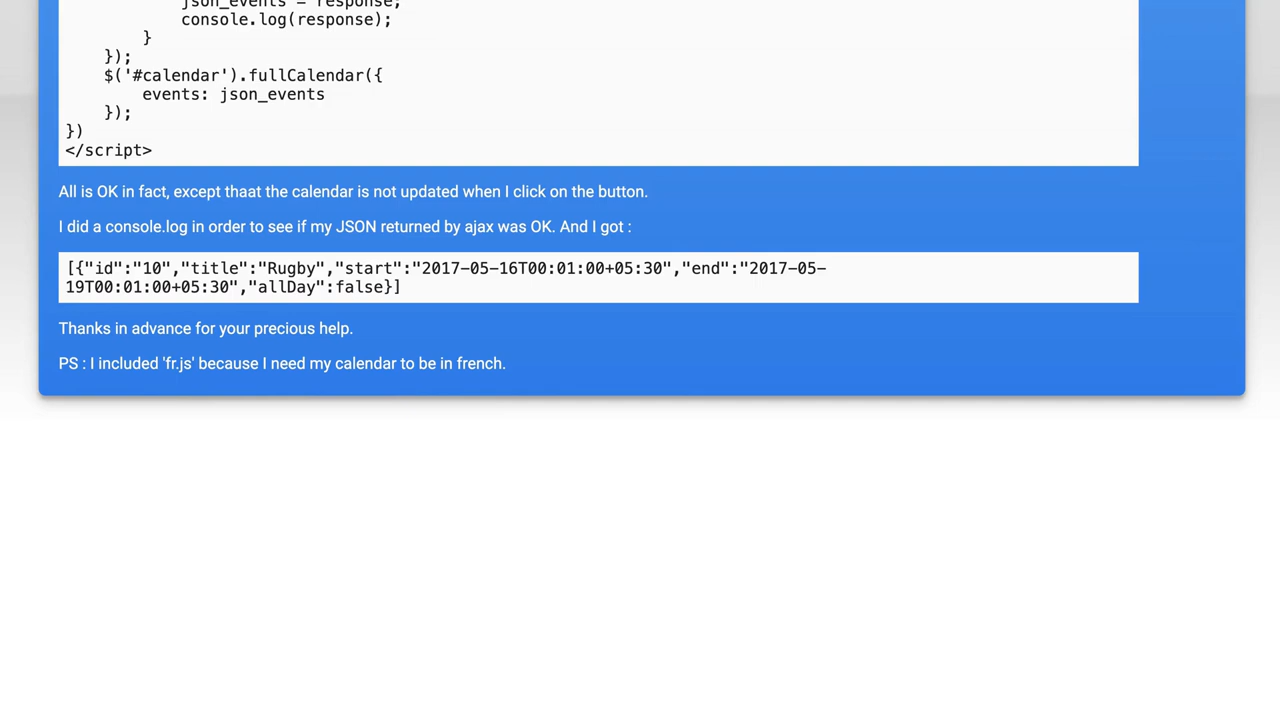 json_events = response;
console.log(response);
}
});
$('#calendar').fullCalendar({
events: json_events
});
})
</script>
All is OK in fact, except thaat the calendar is not updated when I click on the button.
I did a console.log in order to see if my JSON returned by ajax was OK. And I got :
[{"id":"10","title":"Rugby","start":"2017-05-16T00:01:00+05:30","end":"2017-05-
19T00:01:00+05:30","allDay":false}]
Thanks in advance for your precious help.
PS : I included 'fr.js' because I need my calendar to be in french.